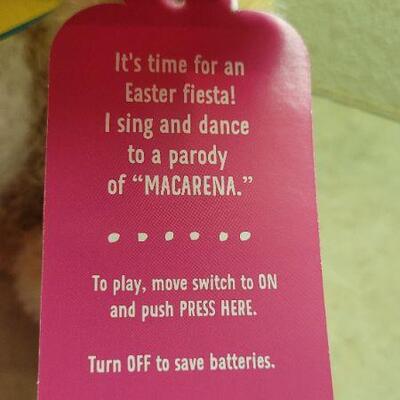 It's time for an
Easter fiesta!
I sing and dance
to a parody
of “MACARENA.”
To play, move switch to ON
and push PRESS HERE.
Turn OFF to save batteries.